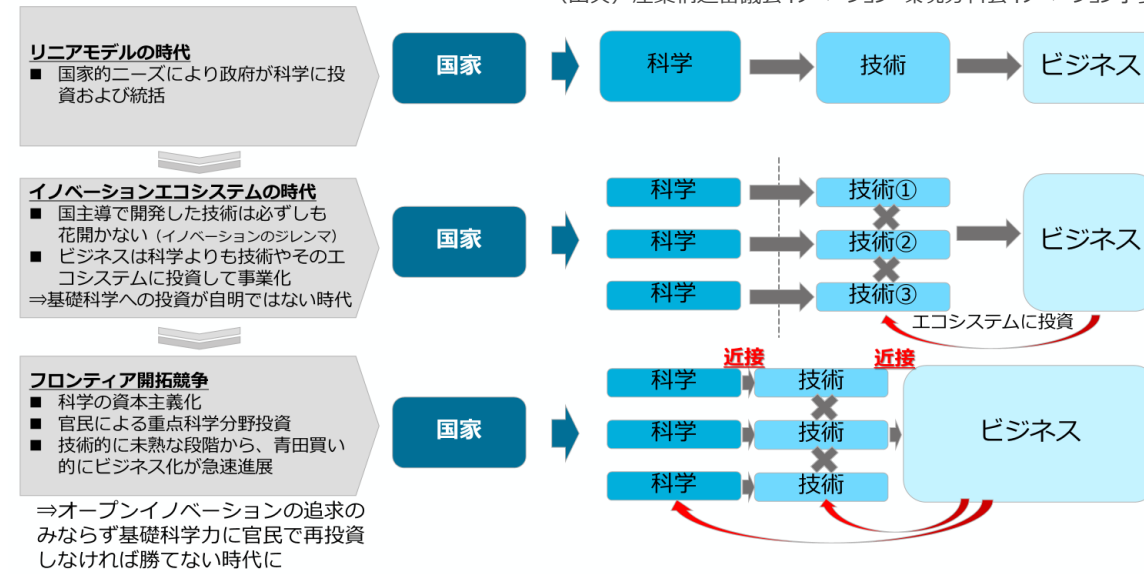 リニアモデルの時代
■ 国家的ニーズにより政府が科学に投
資および統括
国家
科学
技術
ビジネス
イノベーションエコシステムの時代
■ 国主導で開発した技術は必ずしも
花開かない（イノベーションのジレンマ）
■ ビジネスは科学よりも技術やそのエ
コシステムに投資して事業化
⇒基礎科学への投資が自明ではない時代
国家
科学
技術①
科学
技術②
科学
技術③
ビジネス
エコシステムに投資
フロンティア開拓競争
■ 科学の資本主義化
■ 官民による重点科学分野投資
■ 技術的に未熟な段階から、青田買い
的にビジネス化が急速進展
⇒オープンイノベーションの追求の
みならず基礎科学力に官民で再投資
しなければ勝てない時代に
国家
近接
近接
科学
技術
科学
技術
科学
技術
ビジネス